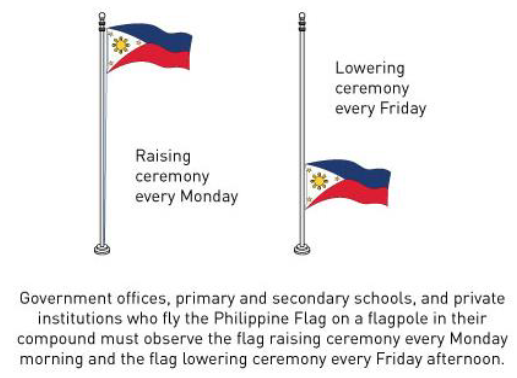 Lowering
ceremony
every Friday
Raising
ceremony
every Monday
Government offices, primary and secondary schools, and private
institutions who fly the Philippine Flag on a flagpole in their
compound must observe the flag raising ceremony every Monday
morning and the flag lowering ceremony every Friday afternoon.